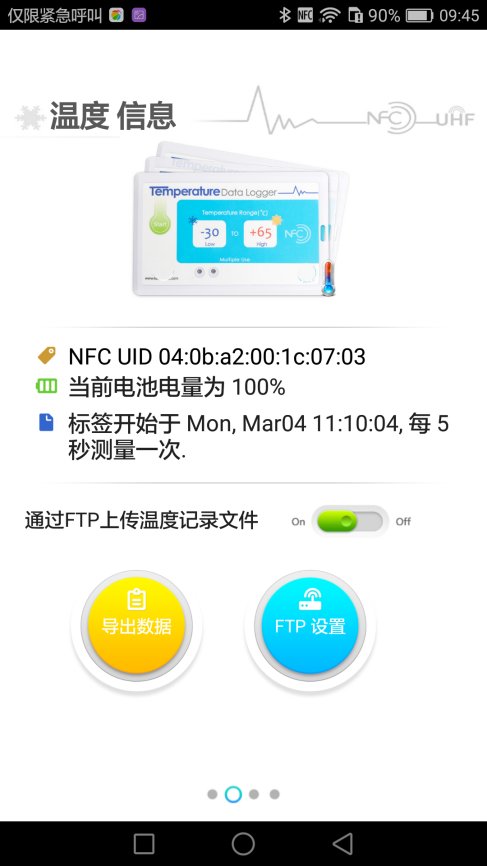 仅限紧急呼叫 NFC 90% 09:45
温度 信息
NFC UHF
Temperature Data Logger
Temperature Range(°C)
Start
-30 to +65
Low High
NFC
Multiple Use
NFC UID 04:0b:a2:00:1c:07:03
当前电池电量为 100%
标签开始于 Mon, Mar04 11:10:04, 每 5
秒测量一次.
通过FTP上传温度记录文件 On Off
导出数据 FTP 设置